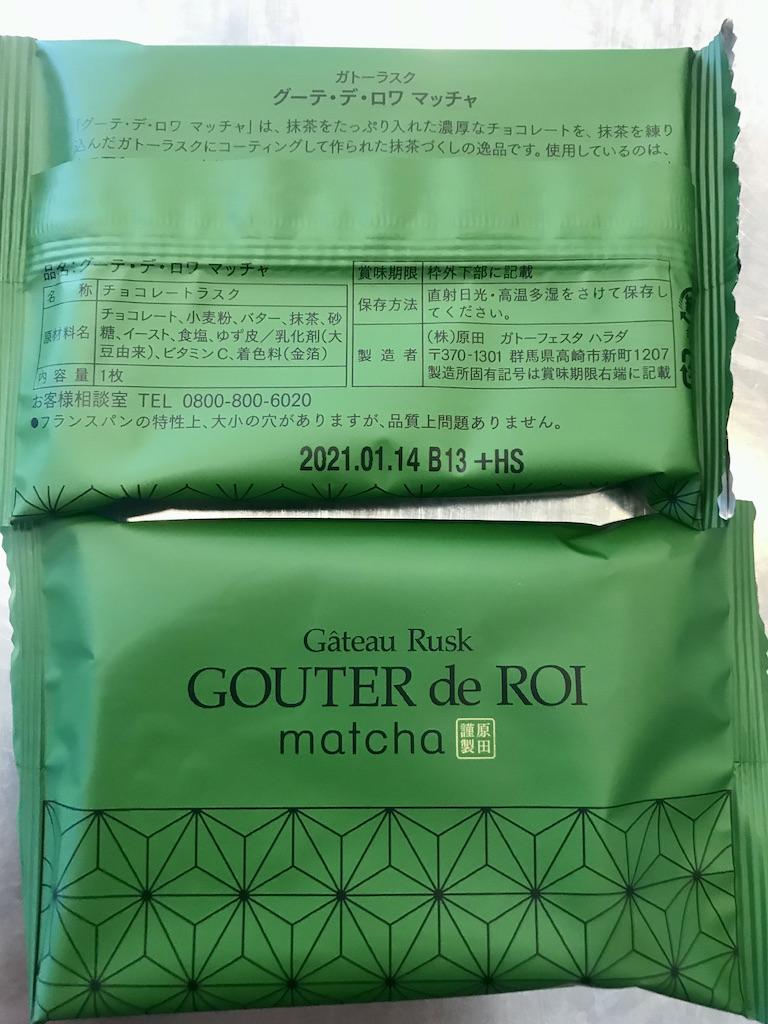 ガトーラスク
グーテ・デ・ロワ マッチャ
「グーテ・デ・ロワ マッチャ」は、抹茶をたっぷり入れた濃厚なチョコレートを、抹茶を練り
込んだガトーラスクにコーティングして作られた抹茶づくしの逸品です。使用しているのは、
品名:グーテ・デ・ロワ マッチャ
名 称 チョコレートラスク
原材料名 チョコレート、小麦粉、バター、抹茶、砂
糖、イースト、食塩、ゆず皮／乳化剤(大
豆由来)、ビタミンC、着色料(金箔)
内容量 1枚
賞味期限 枠外下部に記載
保存方法 直射日光・高温多湿をさけて保存し
てください。
製造者 (株)原田 ガトーフェスタ ハラダ
〒370-1301 群馬県高崎市新町1207
製造所固有記号は賞味期限右端に記載
お客様相談室 TEL 0800-800-6020
●フランスパンの特性上、大小の穴がありますが、品質上問題ありません。
2021.01.14 B13 +HS
Gâteau Rusk
GOUTER de ROI
matcha 原田謹製